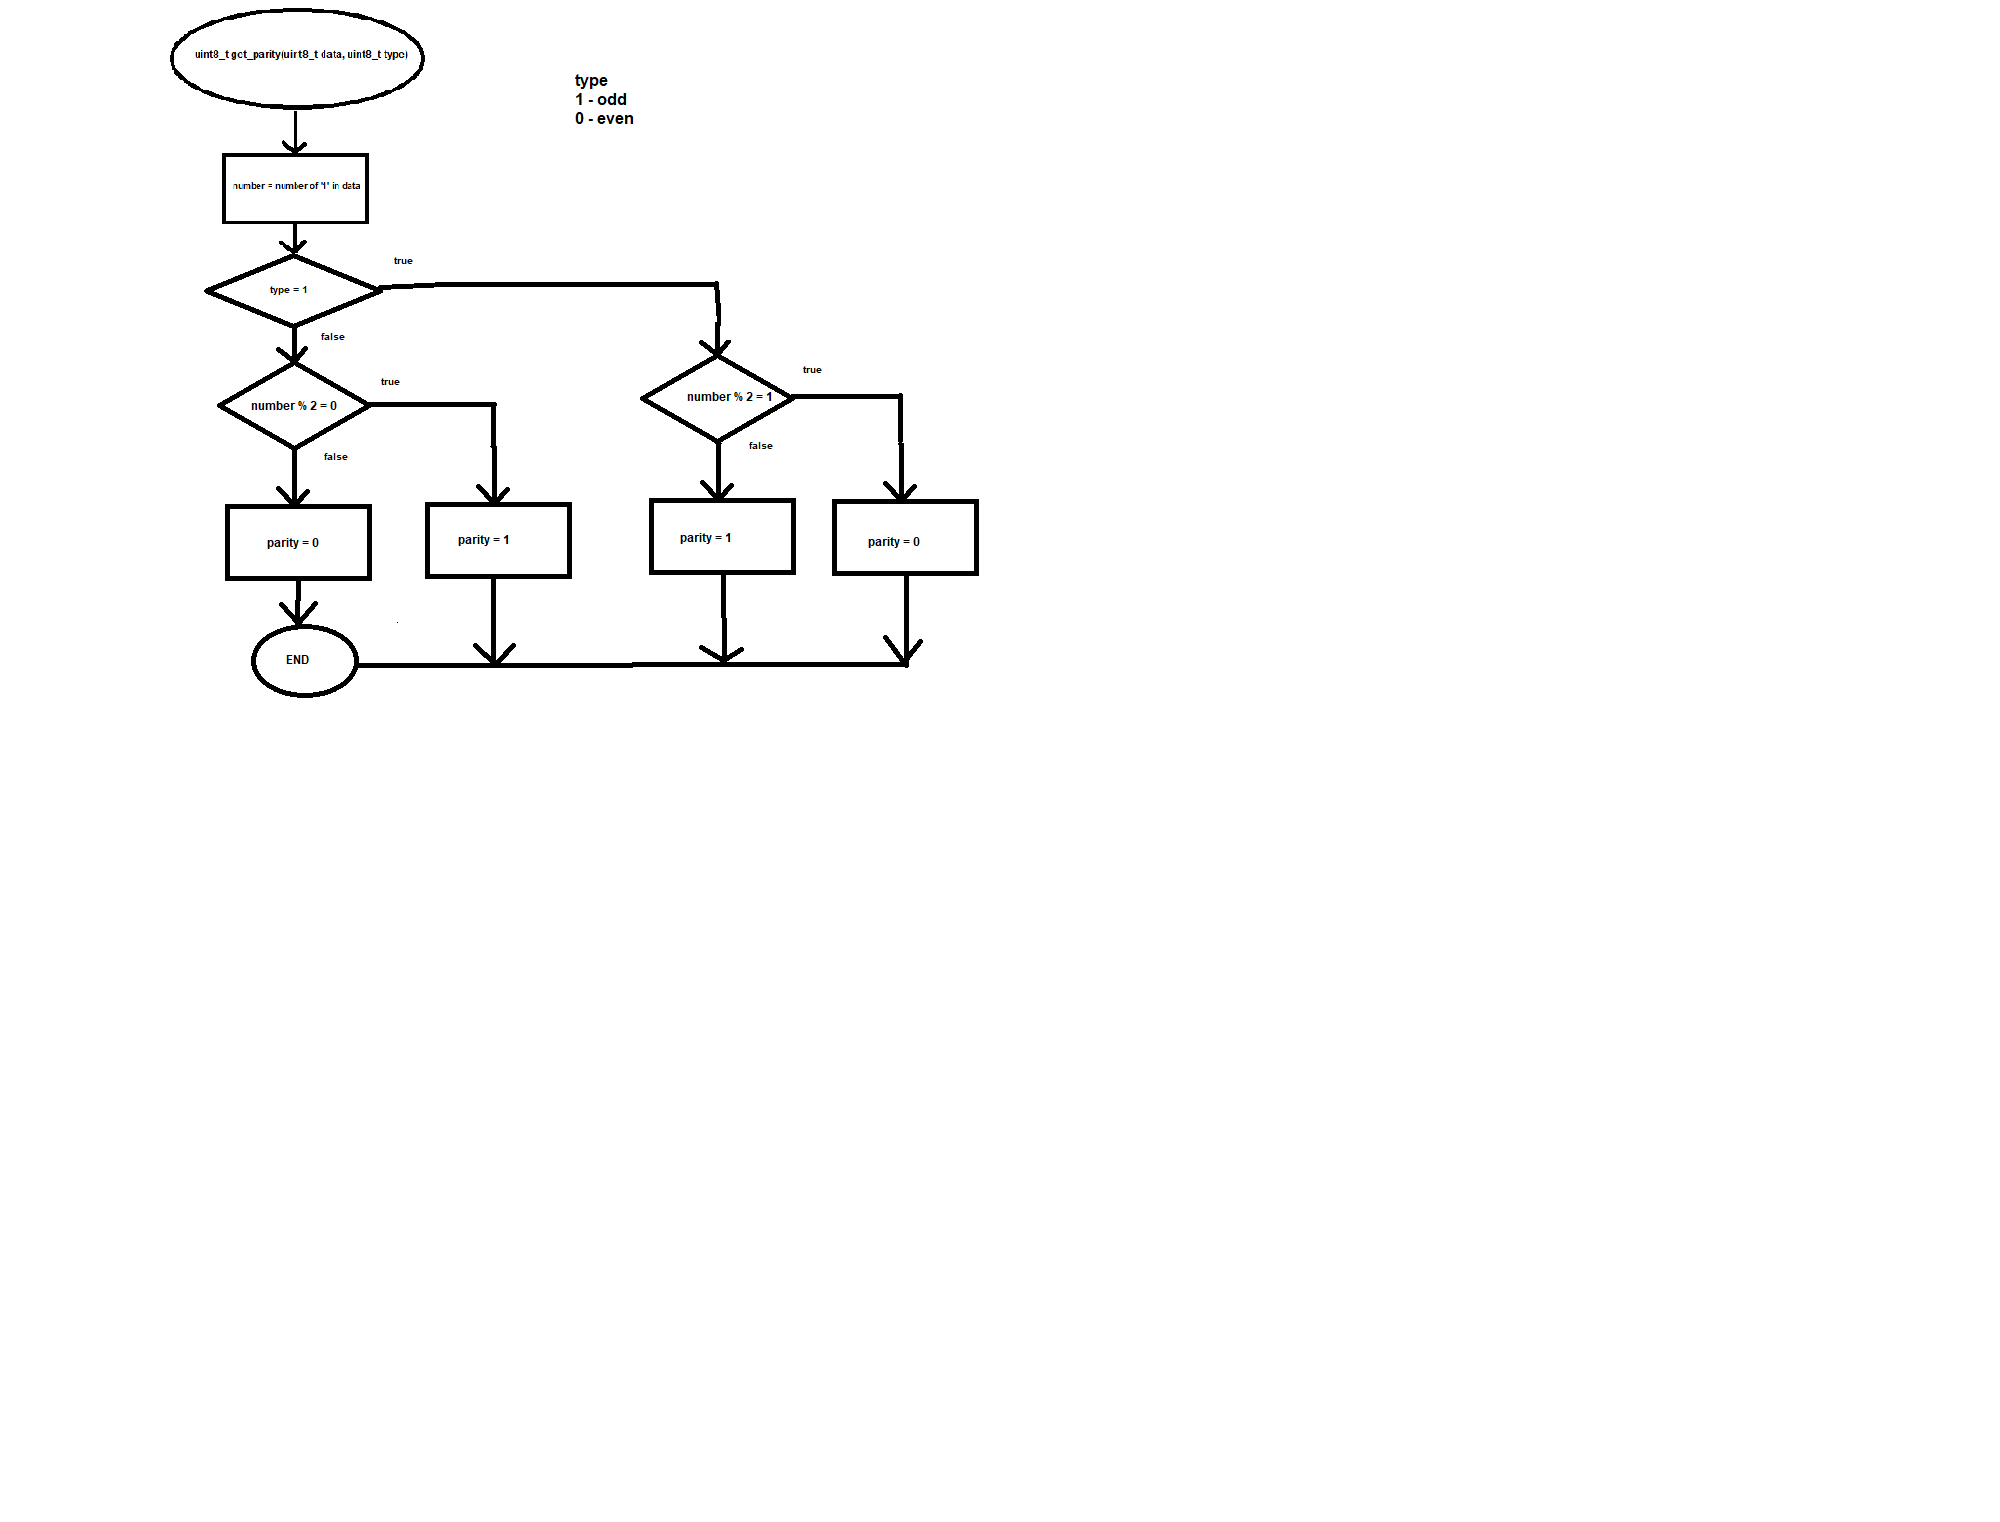 uint8_t get_parity(uint8_t data, uint8_t type)
type
1 - odd
0 - even
number = number of '1' in data
true
type = 1
false
true
number % 2 = 0
false
true
number % 2 = 1
false
parity = 0
parity = 1
parity = 1
parity = 0
END